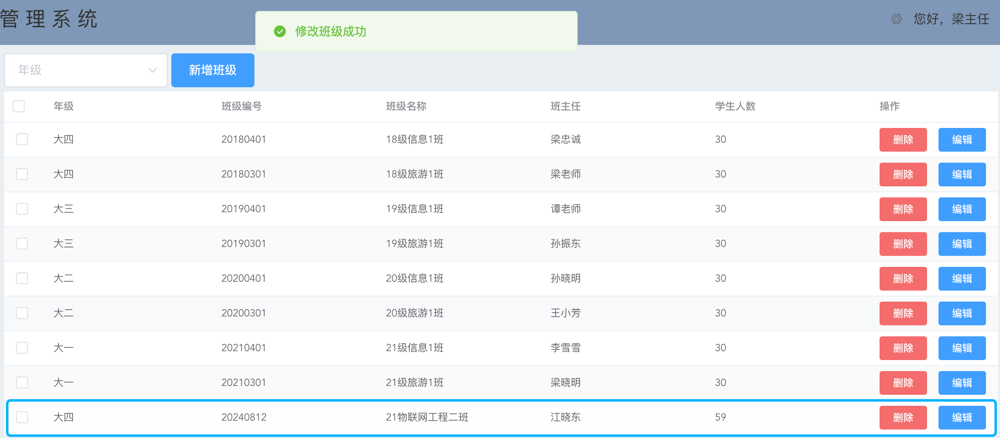 管理系统
修改班级成功
您好，梁主任
年级
新增班级
年级 班级编号 班级名称 班主任 学生人数 操作
大四 20180401 18级信息1班 梁忠诚 30 删除 编辑
大四 20180301 18级旅游1班 梁老师 30 删除 编辑
大三 20190401 19级信息1班 谭老师 30 删除 编辑
大三 20190301 19级旅游1班 孙振东 30 删除 编辑
大二 20200401 20级信息1班 孙晓明 30 删除 编辑
大二 20200301 20级旅游1班 王小芳 30 删除 编辑
大一 20210401 21级信息1班 李雪雪 30 删除 编辑
大一 20210301 21级旅游1班 梁晓明 30 删除 编辑
大四 20240812 21物联网工程二班 江晓东 59 删除 编辑